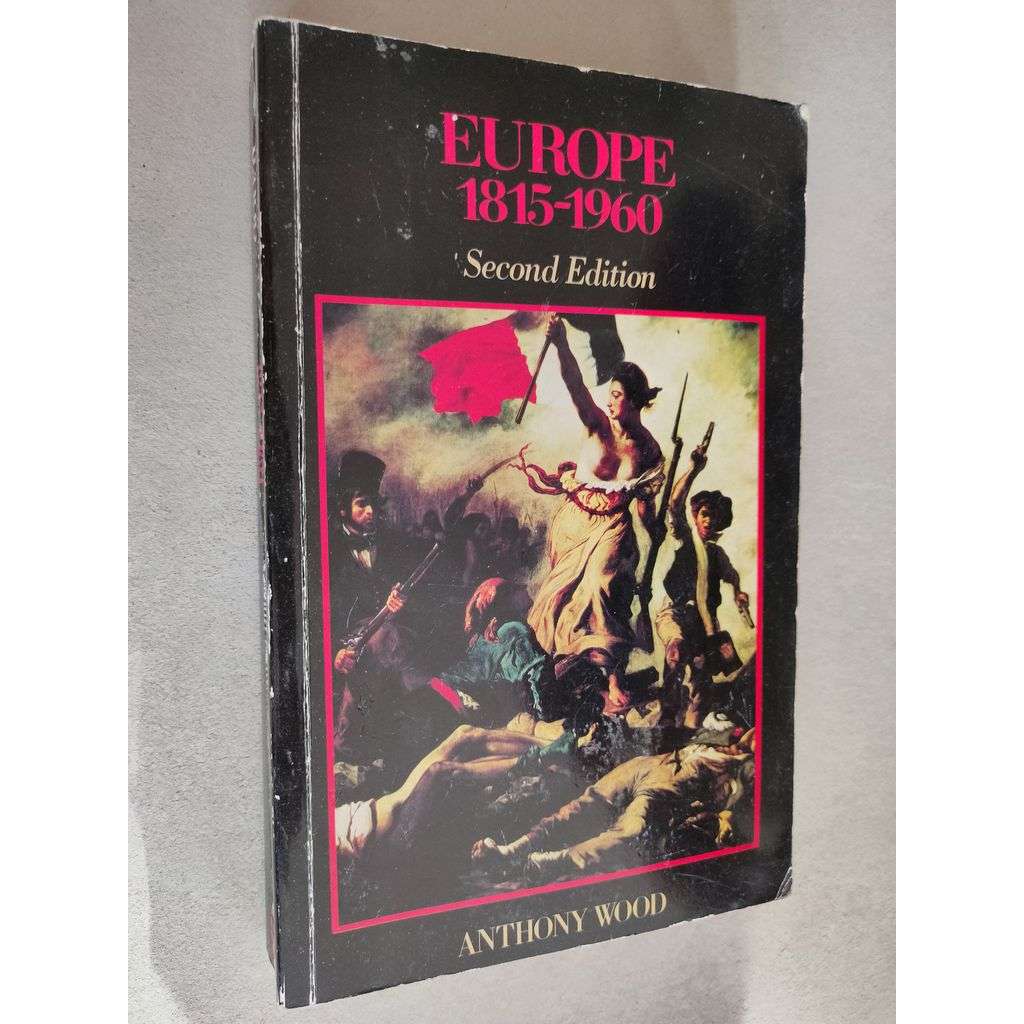 EUROPE
1815-1960
Second Edition
ANTHONY WOOD